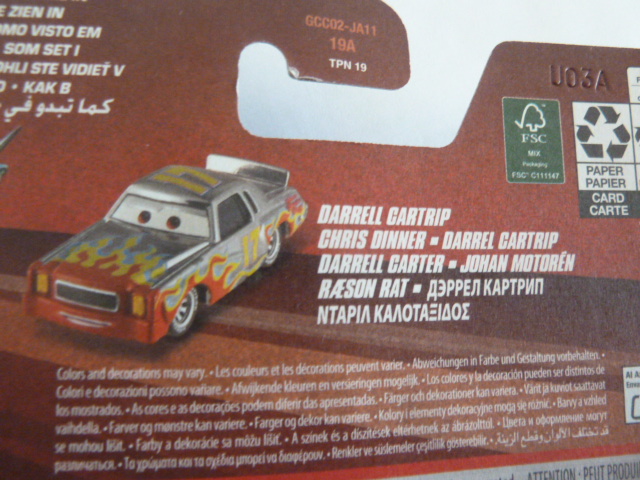 E ZIEN IN
OMO VISTO EM
SOM SET I
OHLI STE VIDIEŤ V
O • KAK В
كما تبدو في
GCC02-JA11
19A
TPN 19
U03A
FSC
MIX
Packaging
FSC® C111147
PAPER
PAPIER
CARD
CARTE
DARRELL CARTRIP
CHRIS DINNER ▪ DARREL CARTRIP
DARRELL CARTER ▪ JOHAN MOTORÉN
RÆSON RAT ▪ ДЭРРЕЛ КАРТРИП
ΝΤΑΡΙΛ ΚΑΛΟΤΑΞΙΔΟΣ
Colors and decorations may vary. • Les couleurs et les décorations peuvent varier. • Abweichungen in Farbe und Gestaltung vorbehalten. •
Colori e decorazioni possono variare. • Afwijkende kleuren en versieringen mogelijk. • Los colores y la decoración pueden ser distintos de
los mostrados. • As cores e as decorações podem diferir das apresentadas. • Färger och dekorationer kan variera. • Värit ja kuviot saattavat
vaihdella. • Farver og mønstre kan variere. • Farger og dekor kan variere. • Kolory i elementy dekoracyjne mogą się różnić. • Barvy a vzhled
se mohou lišit. • Farby a dekorácie sa môžu líšiť. • A színek és a díszítések eltérhetnek az ábrázolttól. • Цвета и оформление могут
различаться. • Τα χρώματα και τα σχέδια μπορεί να διαφέρουν. • Renkler ve süslemeler çeşitlilik gösterebilir. • قد تختلف الألوان وقطع الزينة.
ATTENTION : PEUT PRODUI